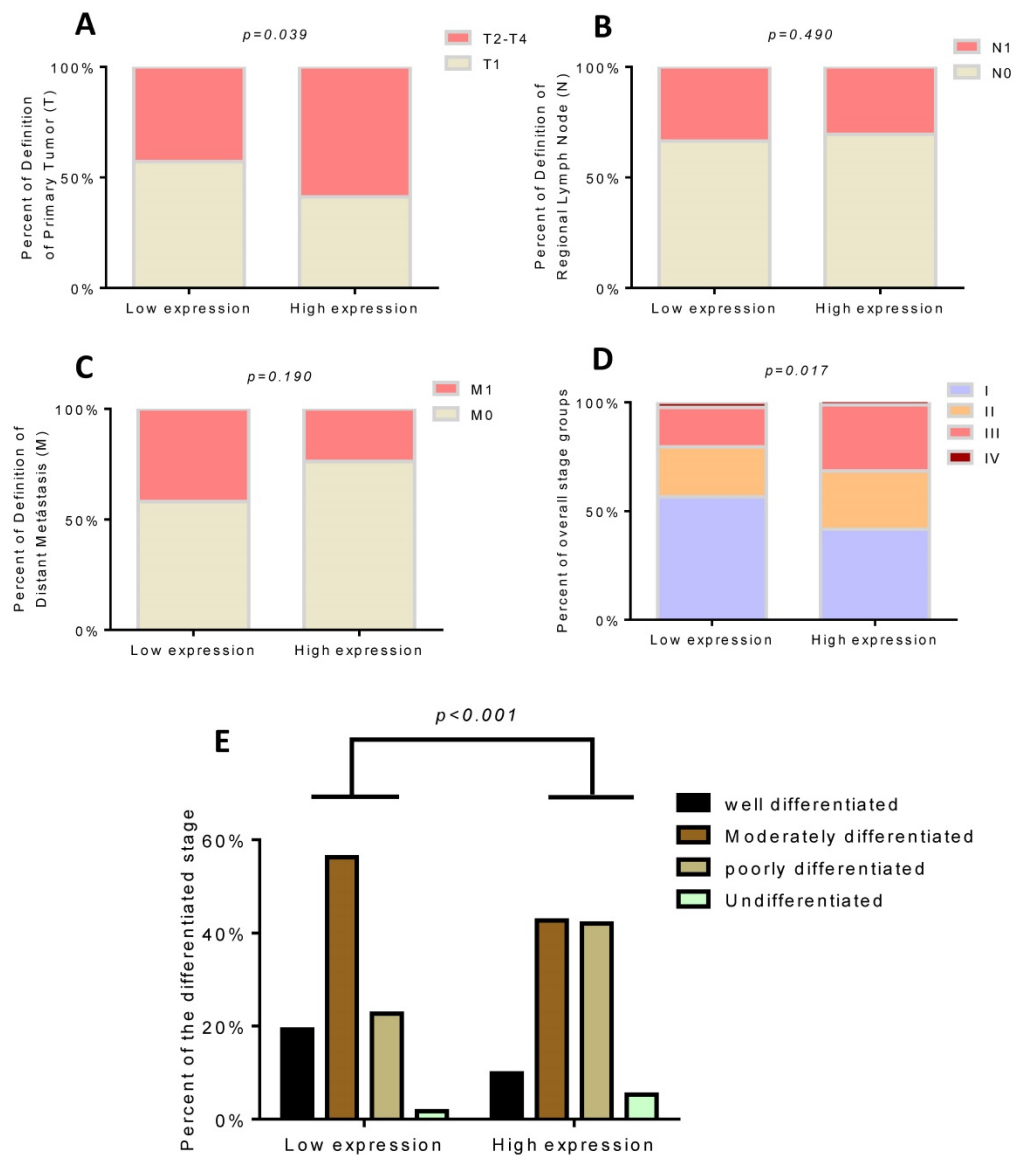 A
p=0.039
T2-T4
T1
Percent of Definition
of Primary Tumor (T)
100%
50%
0%
Low expression
High expression
B
p=0.490
N1
N0
Percent of Definition of
Regional Lymph Node (N)
100%
50%
0%
Low expression
High expression
C
p=0.190
M1
M0
Percent of Definition of
Distant Metástasis (M)
100%
50%
0%
Low expression
High expression
D
p=0.017
I
II
III
IV
Percent of overall stage groups
100%
50%
0%
Low expression
High expression
E
p<0.001
well differentiated
Moderately differentiated
poorly differentiated
Undifferentiated
Percent of the differentiated stage
60%
40%
20%
0%
Low expression
High expression